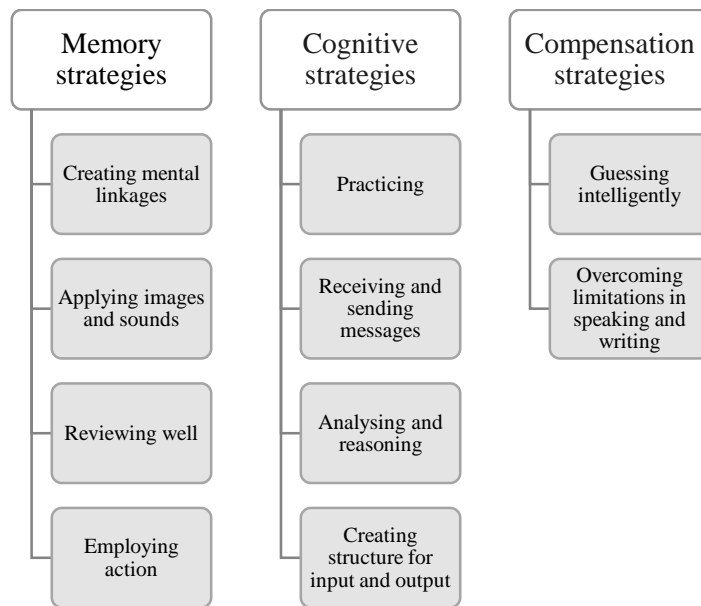 Memory
strategies
Creating mental
linkages
Applying images
and sounds
Reviewing well
Employing
action
Cognitive
strategies
Practicing
Receiving and
sending
messages
Analysing and
reasoning
Creating
structure for
input and output
Compensation
strategies
Guessing
intelligently
Overcoming
limitations in
speaking and
writing